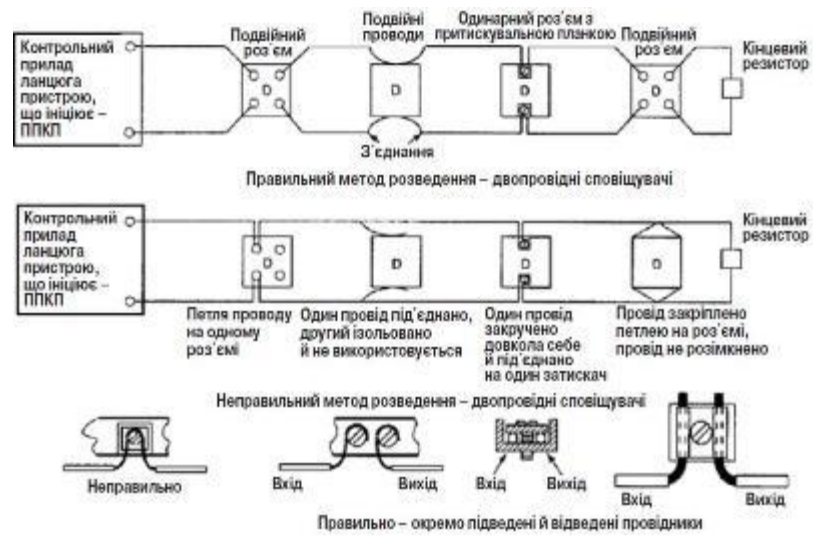 Контрольний
прилад
ланцюга
пристрою,
що ініціює –
ППКП
Подвійний
роз'єм
D
Подвійні
проводи
D
З'єднання
Одинарний роз'єм з
притискувальною планкою
D
Подвійний
роз єм
D
Кінцевий
резистор
Правильний метод розведення – двопровідні сповіщувачі
Контрольний
прилад
ланцюга
пристрою,
що ініціює –
ППКП
D
D
D
D
Кінцевий
резистор
Петля проводу
на одному
роз'ємі
Один провід під'єднано,
другий ізольовано
й не використовується
Один провід
закручено
довкола себе
й під'єднано
на один затискач
Провід закріплено
петлею на роз'ємі,
провід не розімкнено
Неправильний метод розведення – двопровідні сповіщувачі
Неправильно
Вхід
Вихід
Вхід
Вихід
Вхід
Вихід
Правильно – окремо підведені й відведені провідники